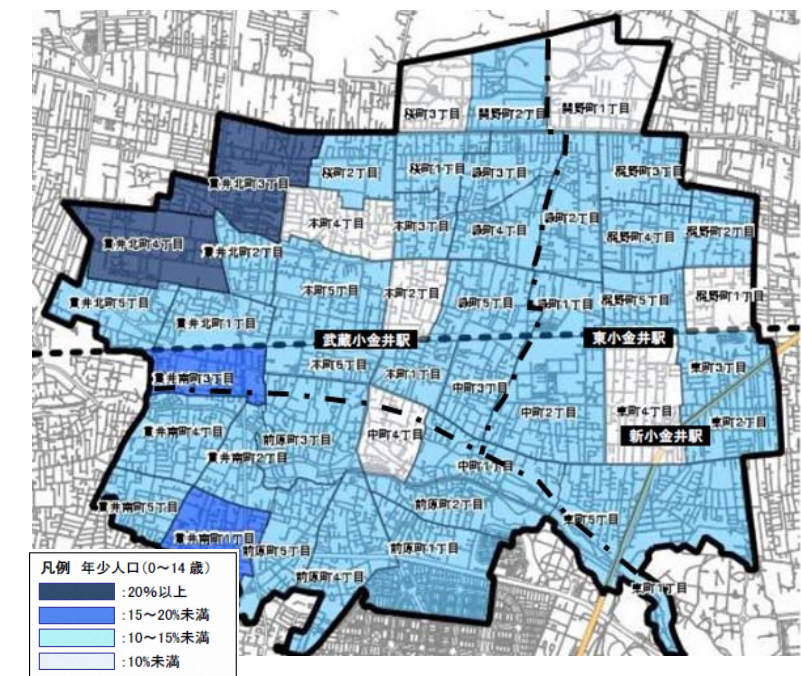 桜町3丁目
関野町2丁目
関野町1丁目
貫井北町3丁目
桜町2丁目
桜町1丁目
緑町3丁目
梶野町3丁目
本町4丁目
本町3丁目
緑町4丁目
緑町2丁目
梶野町4丁目
梶野町2丁目
貫井北町4丁目
貫井北町2丁目
本町5丁目
本町2丁目
緑町5丁目
緑町1丁目
梶野町5丁目
梶野町1丁目
貫井北町5丁目
貫井北町1丁目
武蔵小金井駅
東小金井駅
貫井南町3丁目
本町6丁目
本町1丁目
中町3丁目
東町3丁目
中町2丁目
東町4丁目
東町2丁目
貫井南町4丁目
前原町3丁目
中町4丁目
新小金井駅
貫井南町2丁目
中町1丁目
貫井南町5丁目
前原町2丁目
東町5丁目
貫井南町1丁目
前原町5丁目
前原町1丁目
前原町4丁目
東町1丁目
凡例 年少人口(0～14歳)
:20%以上
:15～20%未満
:10～15%未満
:10%未満